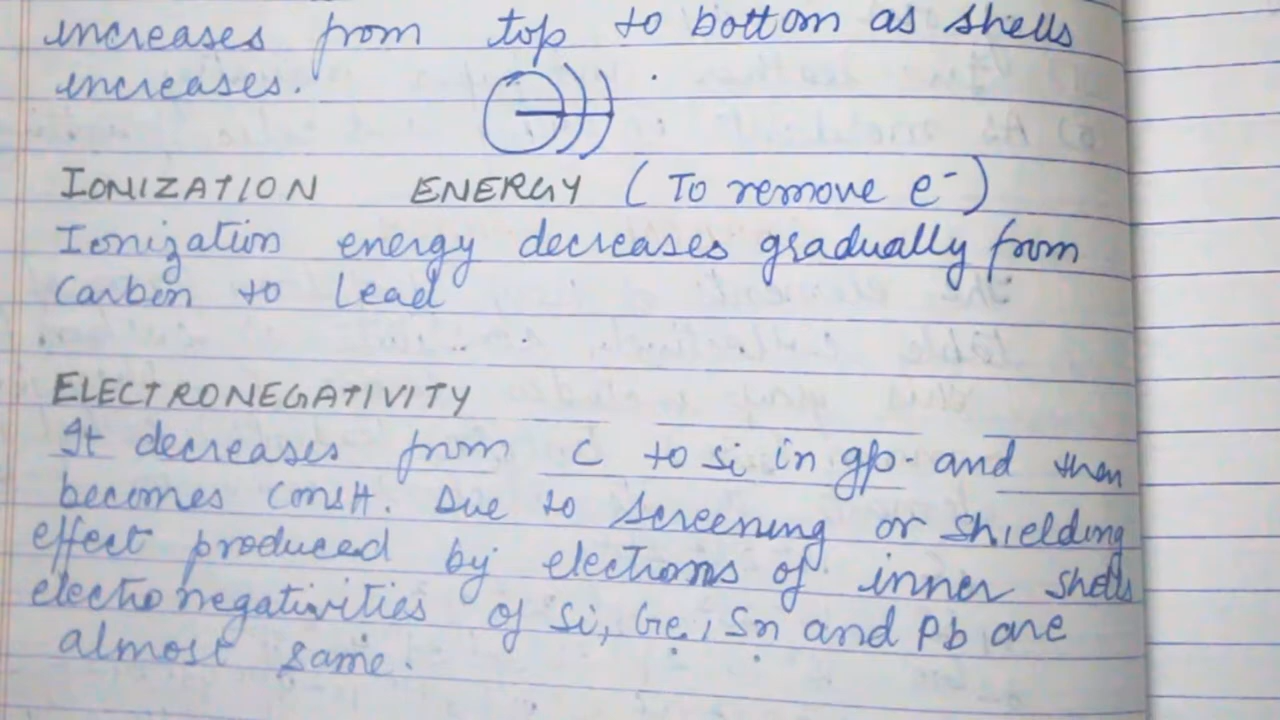 increases from top to bottom as shells
increases.
IONIZATION ENERGY (To remove e⁻)
Ionization energy decreases gradually from
Carbon to Lead
ELECTRONEGATIVITY
It decreases from C to Si in gp. and then
becomes constt. Due to Screening or shielding
effect produced by electrons of inner shells
electronegativities of Si, Ge, Sn and Pb are
almost same.